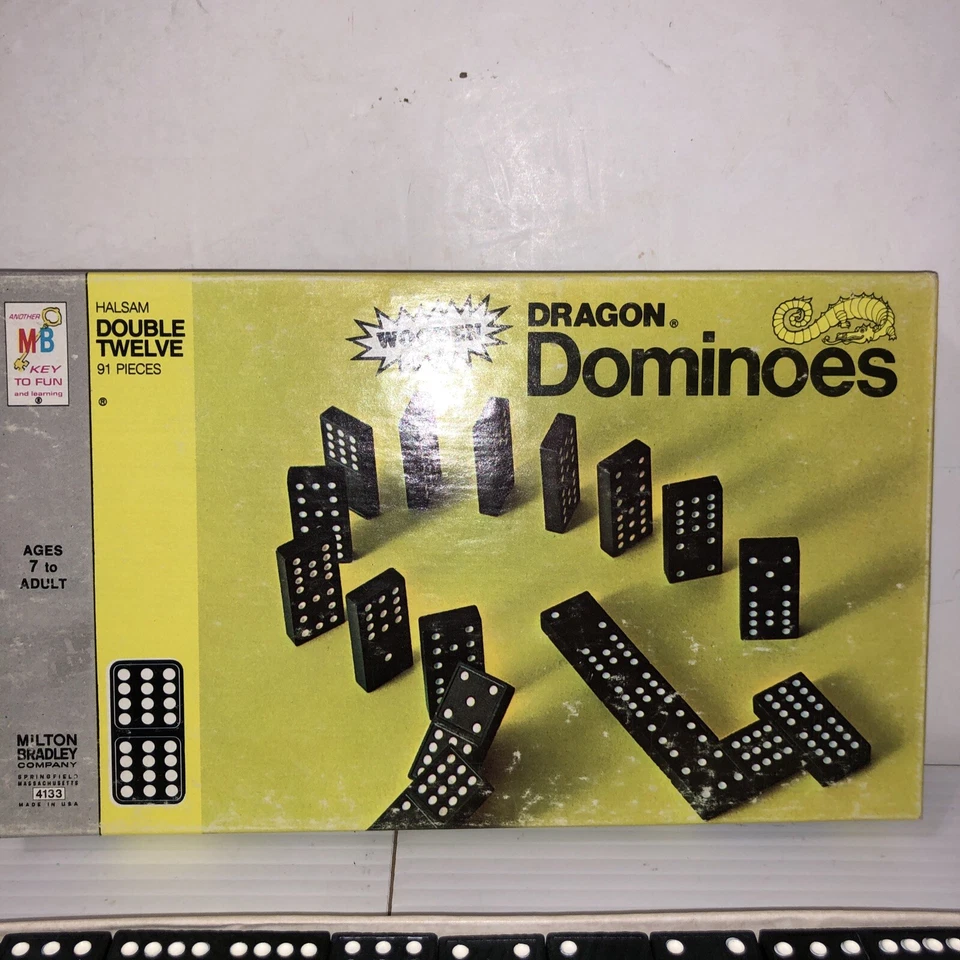 ANOTHER
MB
KEY
TO FUN
and learning
®
HALSAM
DOUBLE
TWELVE
91 PIECES
®
WOODEN
DRAGON®
Dominoes
AGES
7 to
ADULT
MILTON
BRADLEY
COMPANY
SPRINGFIELD
MASSACHUSETTS
4133
MADE IN USA